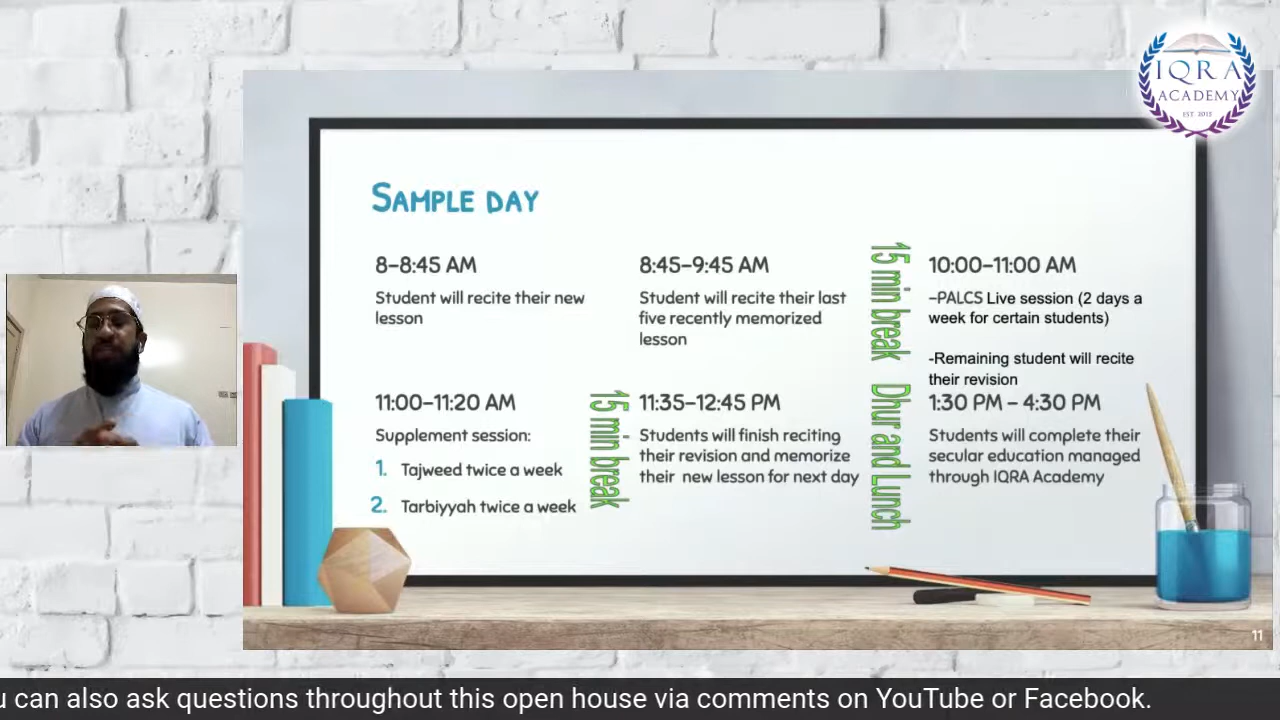 IQRA
ACADEMY
EST. 2012
SAMPLE DAY
8–8:45 AM
Student will recite their new
lesson
8:45–9:45 AM
Student will recite their last
five recently memorized
lesson
15 min break
10:00–11:00 AM
–PALCS Live session (2 days a
week for certain students)
-Remaining student will recite
their revision
11:00–11:20 AM
Supplement session:
1. Tajweed twice a week
2. Tarbiyyah twice a week
15 min break
11:35–12:45 PM
Students will finish reciting
their revision and memorize
their new lesson for next day
Dhur and Lunch
1:30 PM – 4:30 PM
Students will complete their
secular education managed
through IQRA Academy
11
can also ask questions throughout this open house via comments on YouTube or Facebook.